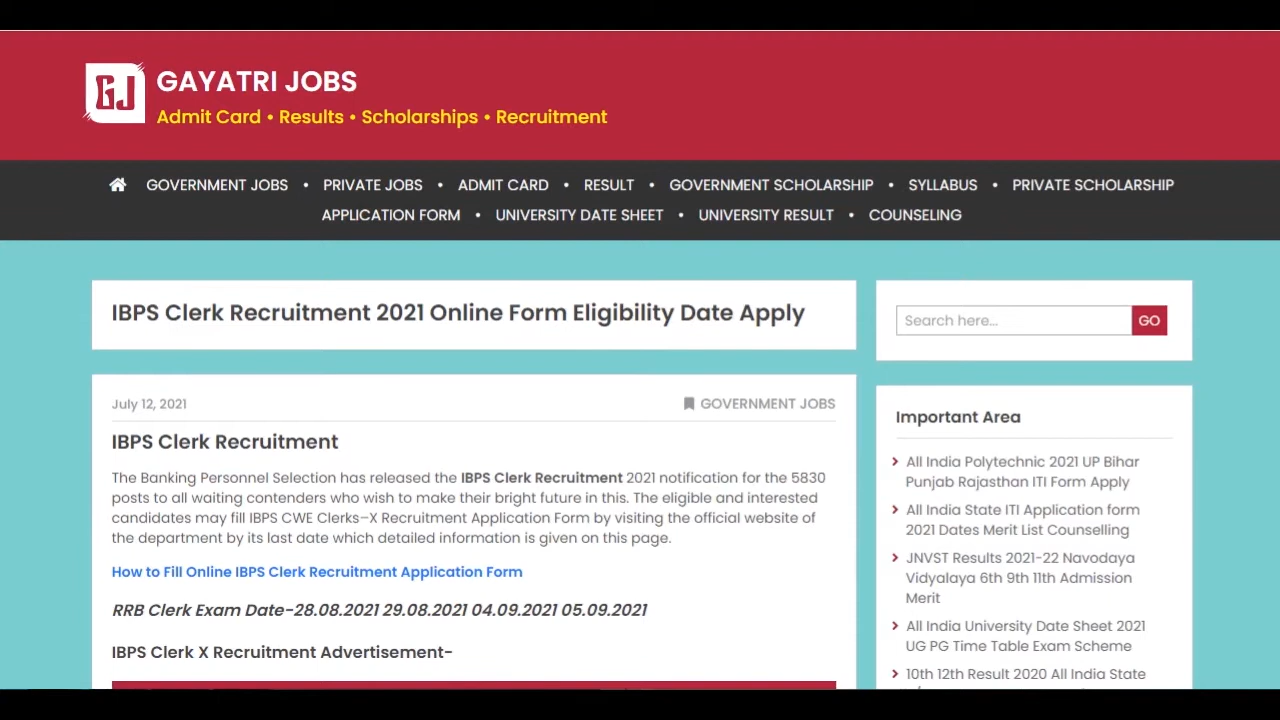 GJ
GAYATRI JOBS
Admit Card • Results • Scholarships • Recruitment
GOVERNMENT JOBS • PRIVATE JOBS • ADMIT CARD • RESULT • GOVERNMENT SCHOLARSHIP • SYLLABUS • PRIVATE SCHOLARSHIP
APPLICATION FORM • UNIVERSITY DATE SHEET • UNIVERSITY RESULT • COUNSELING
IBPS Clerk Recruitment 2021 Online Form Eligibility Date Apply
July 12, 2021
GOVERNMENT JOBS
IBPS Clerk Recruitment
The Banking Personnel Selection has released the IBPS Clerk Recruitment 2021 notification for the 5830
posts to all waiting contenders who wish to make their bright future in this. The eligible and interested
candidates may fill IBPS CWE Clerks–X Recruitment Application Form by visiting the official website of
the department by its last date which detailed information is given on this page.
How to Fill Online IBPS Clerk Recruitment Application Form
RRB Clerk Exam Date-28.08.2021 29.08.2021 04.09.2021 05.09.2021
IBPS Clerk X Recruitment Advertisement-
Search here...
GO
Important Area
All India Polytechnic 2021 UP Bihar
Punjab Rajasthan ITI Form Apply
All India State ITI Application form
2021 Dates Merit List Counselling
JNVST Results 2021-22 Navodaya
Vidyalaya 6th 9th 11th Admission
Merit
All India University Date Sheet 2021
UG PG Time Table Exam Scheme
10th 12th Result 2020 All India State